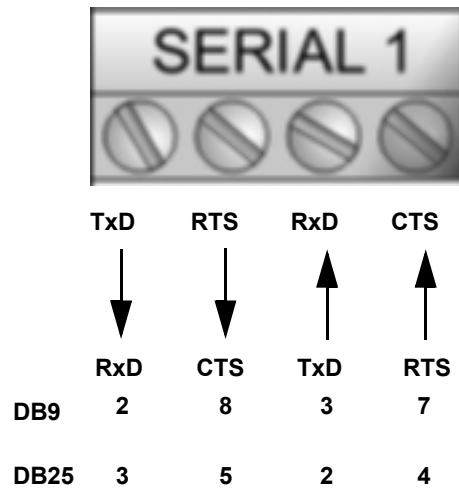 SERIAL 1
TxD RTS RxD CTS
RxD CTS TxD RTS
DB9 2 8 3 7
DB25 3 5 2 4